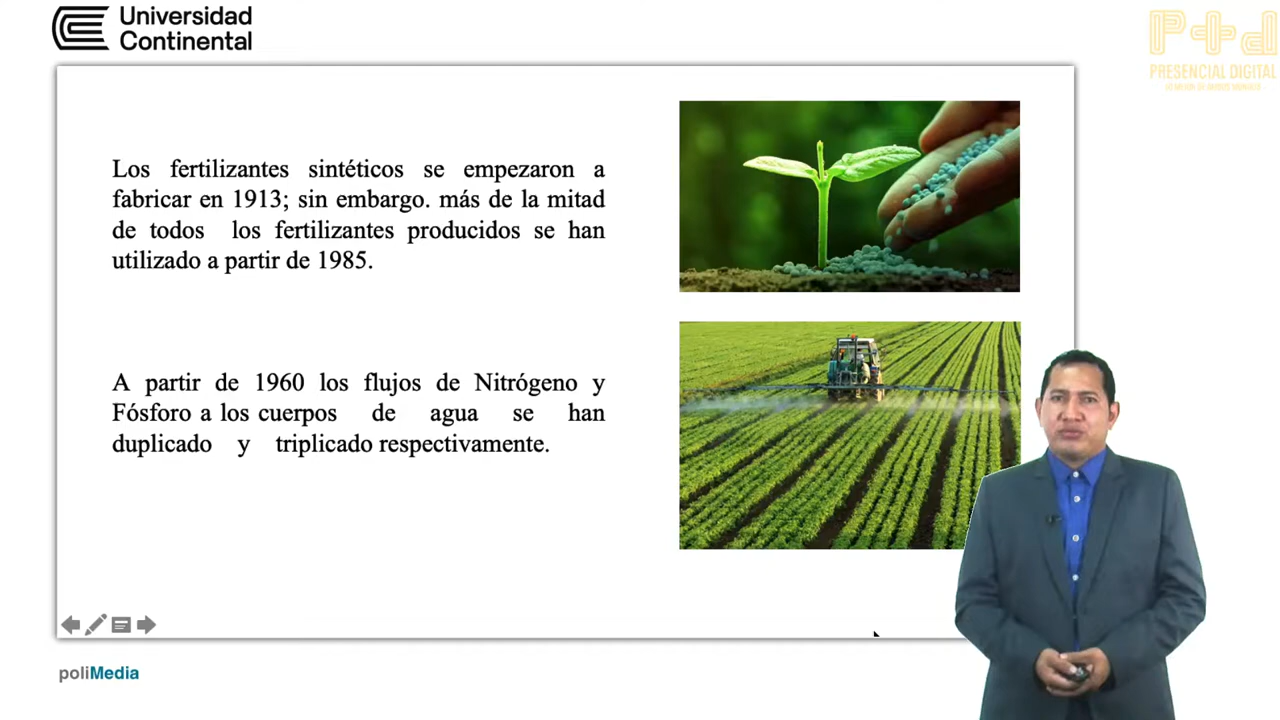 Universidad
Continental
P+d
PRESENCIAL DIGITAL
Los fertilizantes sintéticos se empezaron a
fabricar en 1913; sin embargo. más de la mitad
de todos los fertilizantes producidos se han
utilizado a partir de 1985.
A partir de 1960 los flujos de Nitrógeno y
Fósforo a los cuerpos de agua se han
duplicado y triplicado respectivamente.
poliMedia